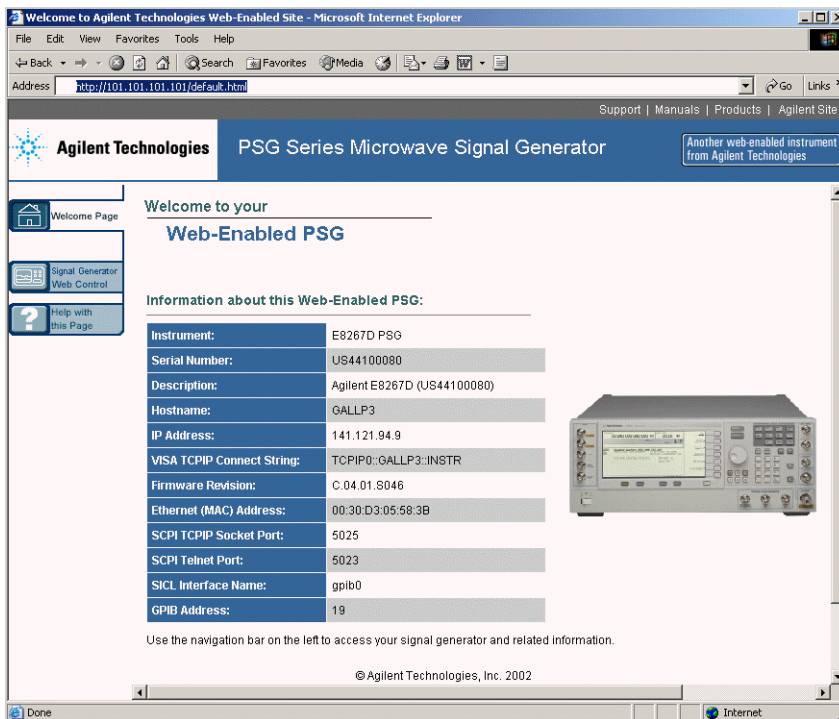 Welcome to Agilent Technologies Web-Enabled Site - Microsoft Internet Explorer
File Edit View Favorites Tools Help
Back Search Favorites Media
Address http://101.101.101.101/default.html Go Links
Support | Manuals | Products | Agilent Site
Agilent Technologies PSG Series Microwave Signal Generator
Another web-enabled instrument
from Agilent Technologies
Welcome Page
Signal Generator
Web Control
Help with
this Page
Welcome to your
Web-Enabled PSG
Information about this Web-Enabled PSG:
Instrument: E8267D PSG
Serial Number: US44100080
Description: Agilent E8267D (US44100080)
Hostname: GALLP3
IP Address: 141.121.94.9
VISA TCPIP Connect String: TCPIP0::GALLP3::INSTR
Firmware Revision: C.04.01.S046
Ethernet (MAC) Address: 00:30:D3:05:58:3B
SCPI TCPIP Socket Port: 5025
SCPI Telnet Port: 5023
SICL Interface Name: gpib0
GPIB Address: 19
Use the navigation bar on the left to access your signal generator and related information.
© Agilent Technologies, Inc. 2002
Done Internet